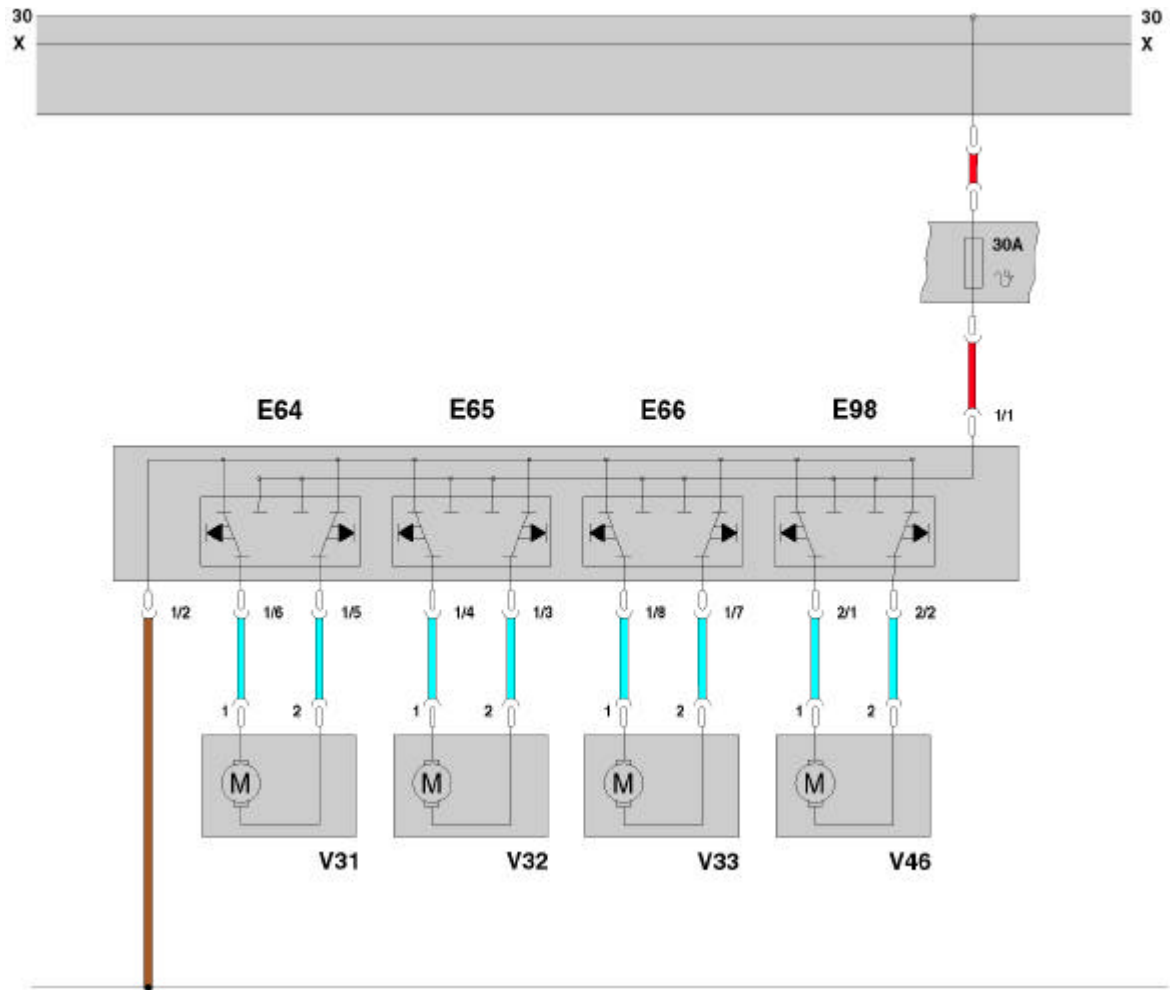 30 30
X X
30A
E64 E65 E66 E98
1/1
1/2 1/6 1/5 1/4 1/3 1/8 1/7 2/1 2/2
1 2 1 2 1 2 1 2
M M M M
V31 V32 V33 V46